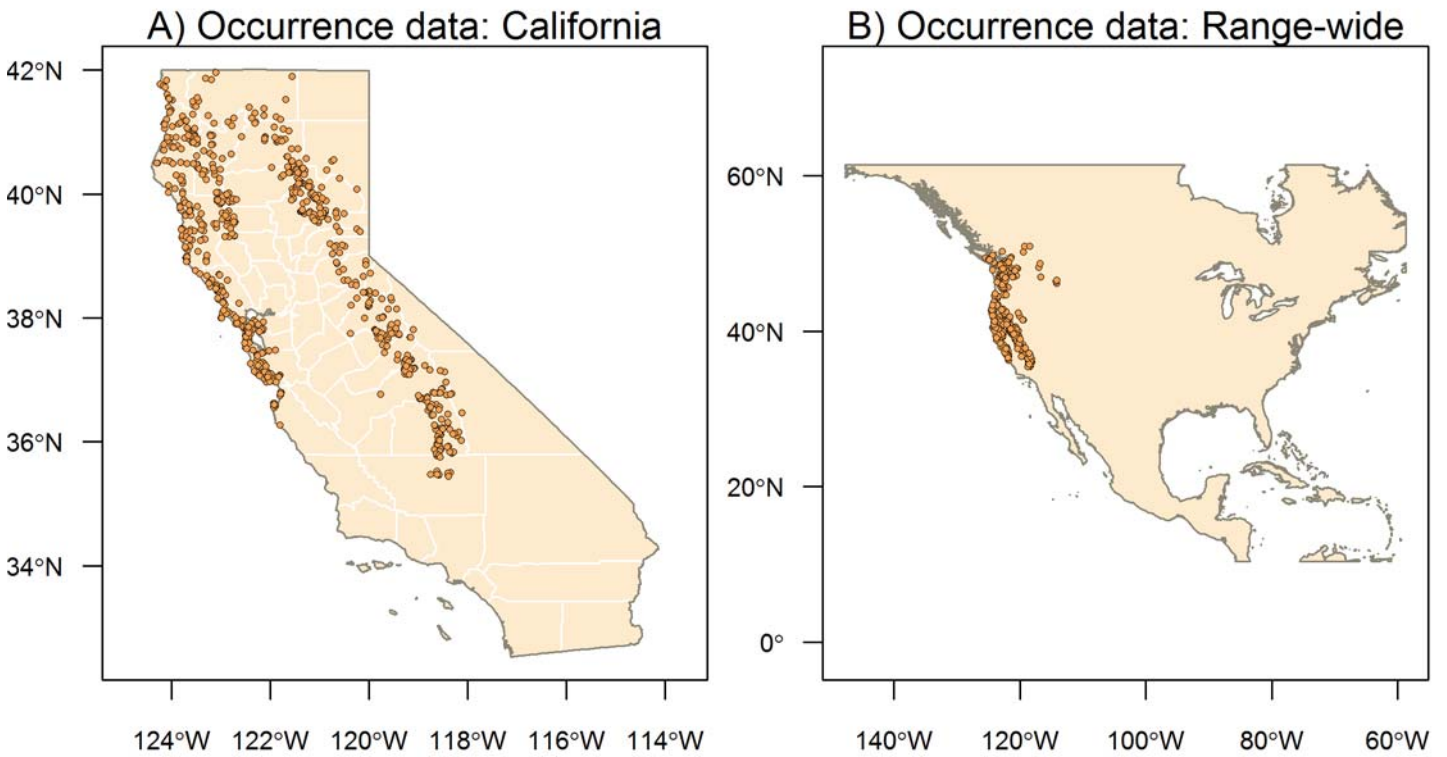 A) Occurrence data: California
42°N
40°N
38°N
36°N
34°N
124°W 122°W 120°W 118°W 116°W 114°W
B) Occurrence data: Range-wide
60°N
40°N
20°N
0°
140°W 120°W 100°W 80°W 60°W